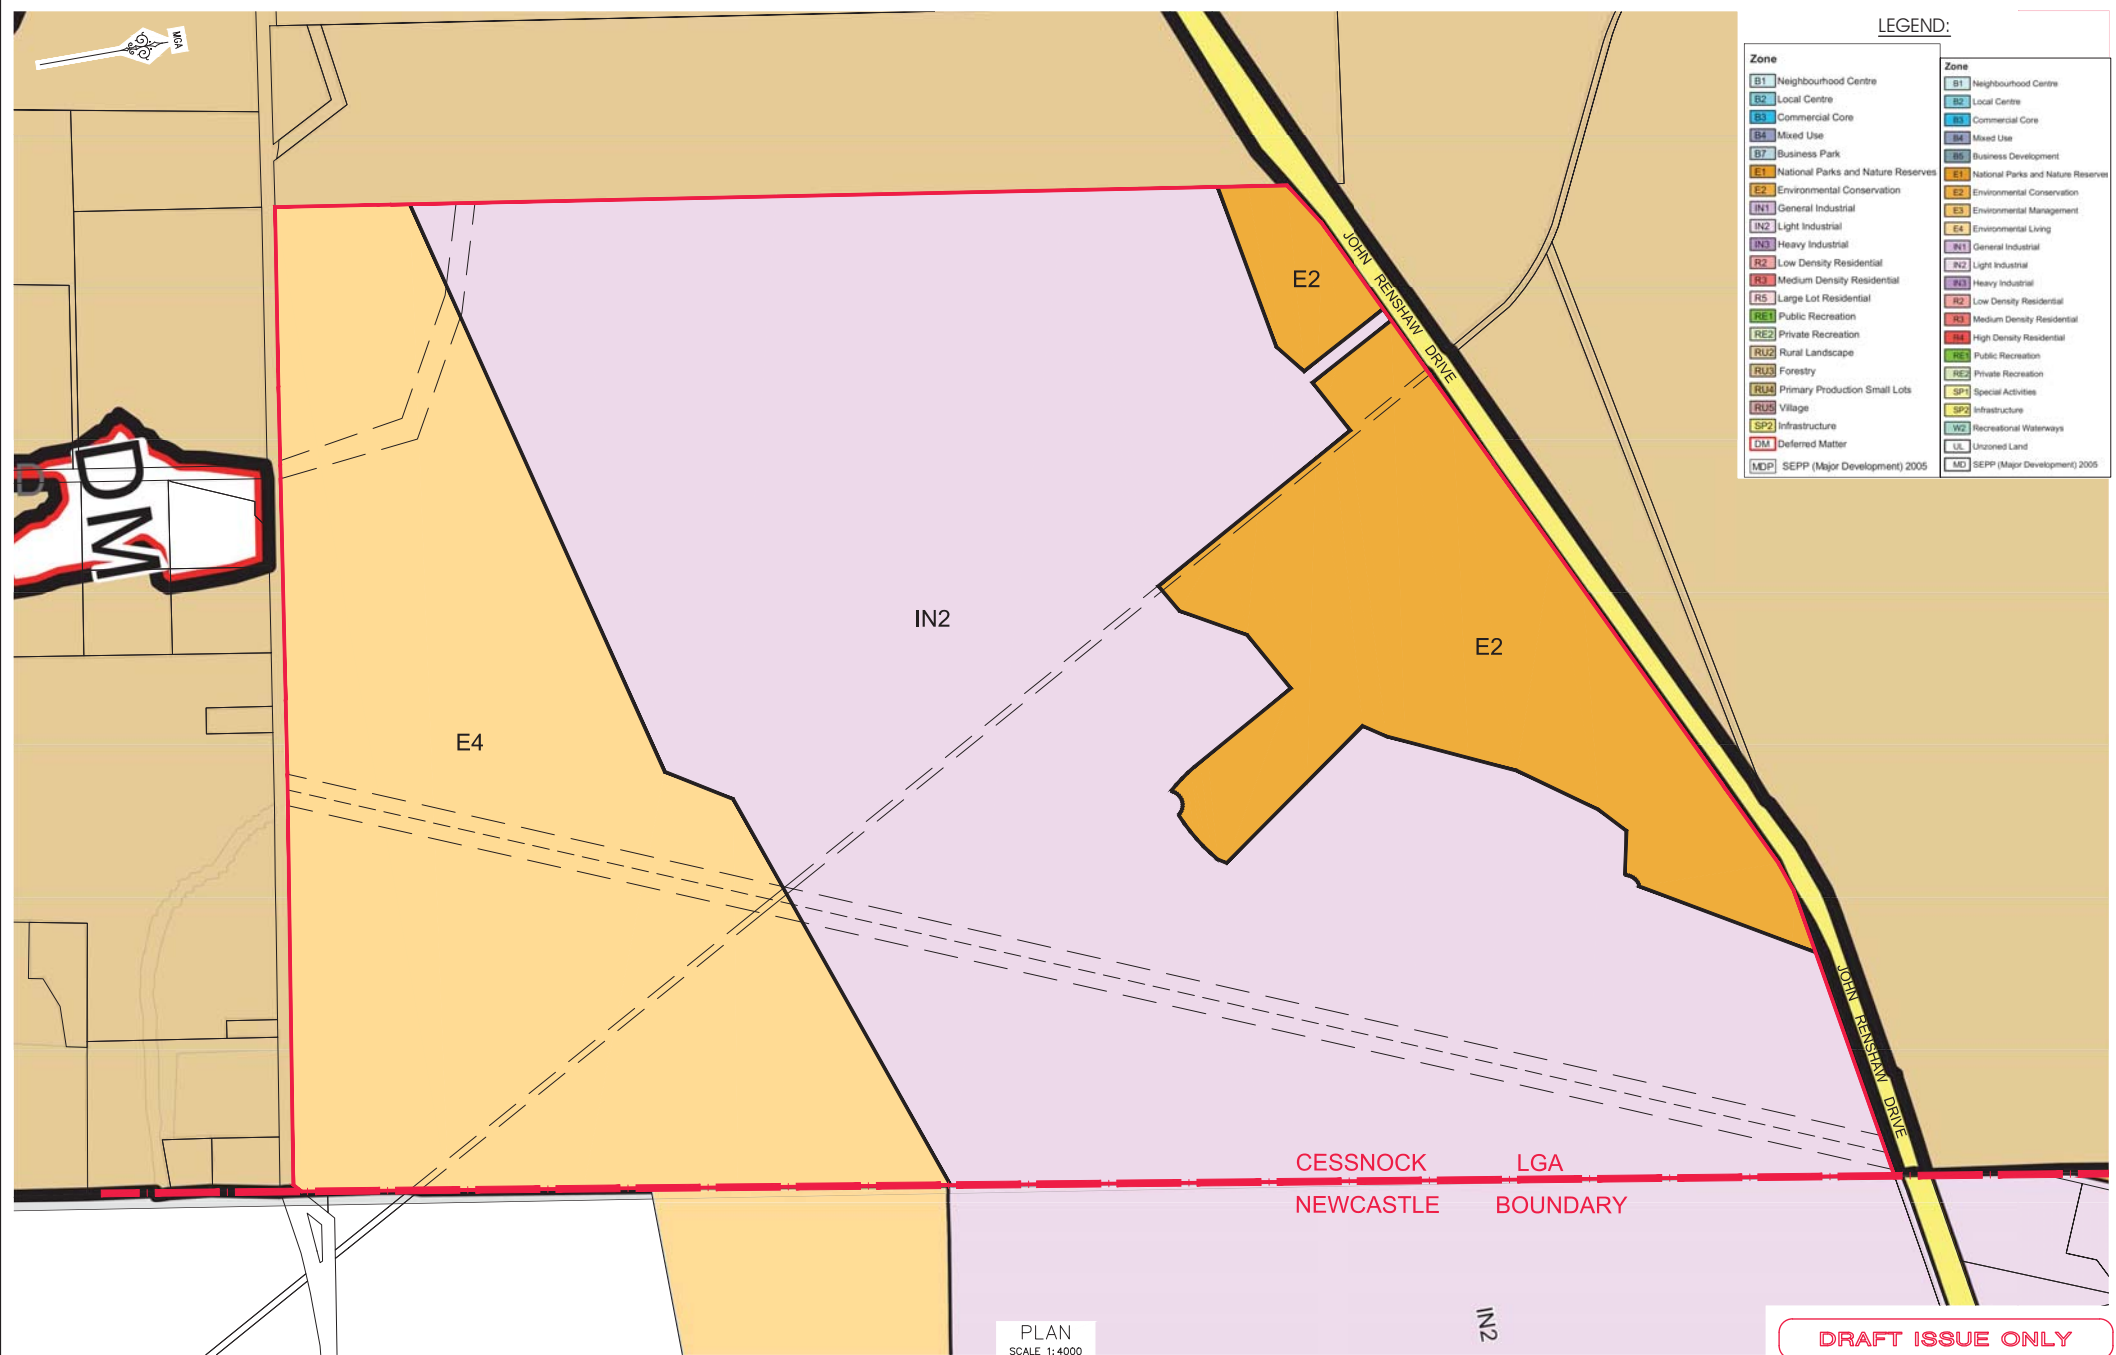 MGA
LEGEND:
Zone
B1 Neighbourhood Centre
B2 Local Centre
B3 Commercial Core
B4 Mixed Use
B7 Business Park
E1 National Parks and Nature Reserves
E2 Environmental Conservation
IN1 General Industrial
IN2 Light Industrial
IN3 Heavy Industrial
R2 Low Density Residential
R3 Medium Density Residential
R5 Large Lot Residential
RE1 Public Recreation
RE2 Private Recreation
RU2 Rural Landscape
RU3 Forestry
RU4 Primary Production Small Lots
RU5 Village
SP2 Infrastructure
DM Deferred Matter
MDP SEPP (Major Development) 2005
Zone
B1 Neighbourhood Centre
B2 Local Centre
B3 Commercial Core
B4 Mixed Use
B5 Business Development
E1 National Parks and Nature Reserves
E2 Environmental Conservation
E3 Environmental Management
E4 Environmental Living
IN1 General Industrial
IN2 Light Industrial
IN3 Heavy Industrial
R2 Low Density Residential
R3 Medium Density Residential
R4 High Density Residential
RE1 Public Recreation
RE2 Private Recreation
SP1 Special Activities
SP2 Infrastructure
W2 Recreational Waterways
UL Unzoned Land
MD SEPP (Major Development) 2005
JOHN RENSHAW DRIVE
E2
D
DM
IN2
E2
E4
JOHN RENSHAW DRIVE
CESSNOCK LGA
NEWCASTLE BOUNDARY
IN2
PLAN
SCALE 1:4000
DRAFT ISSUE ONLY